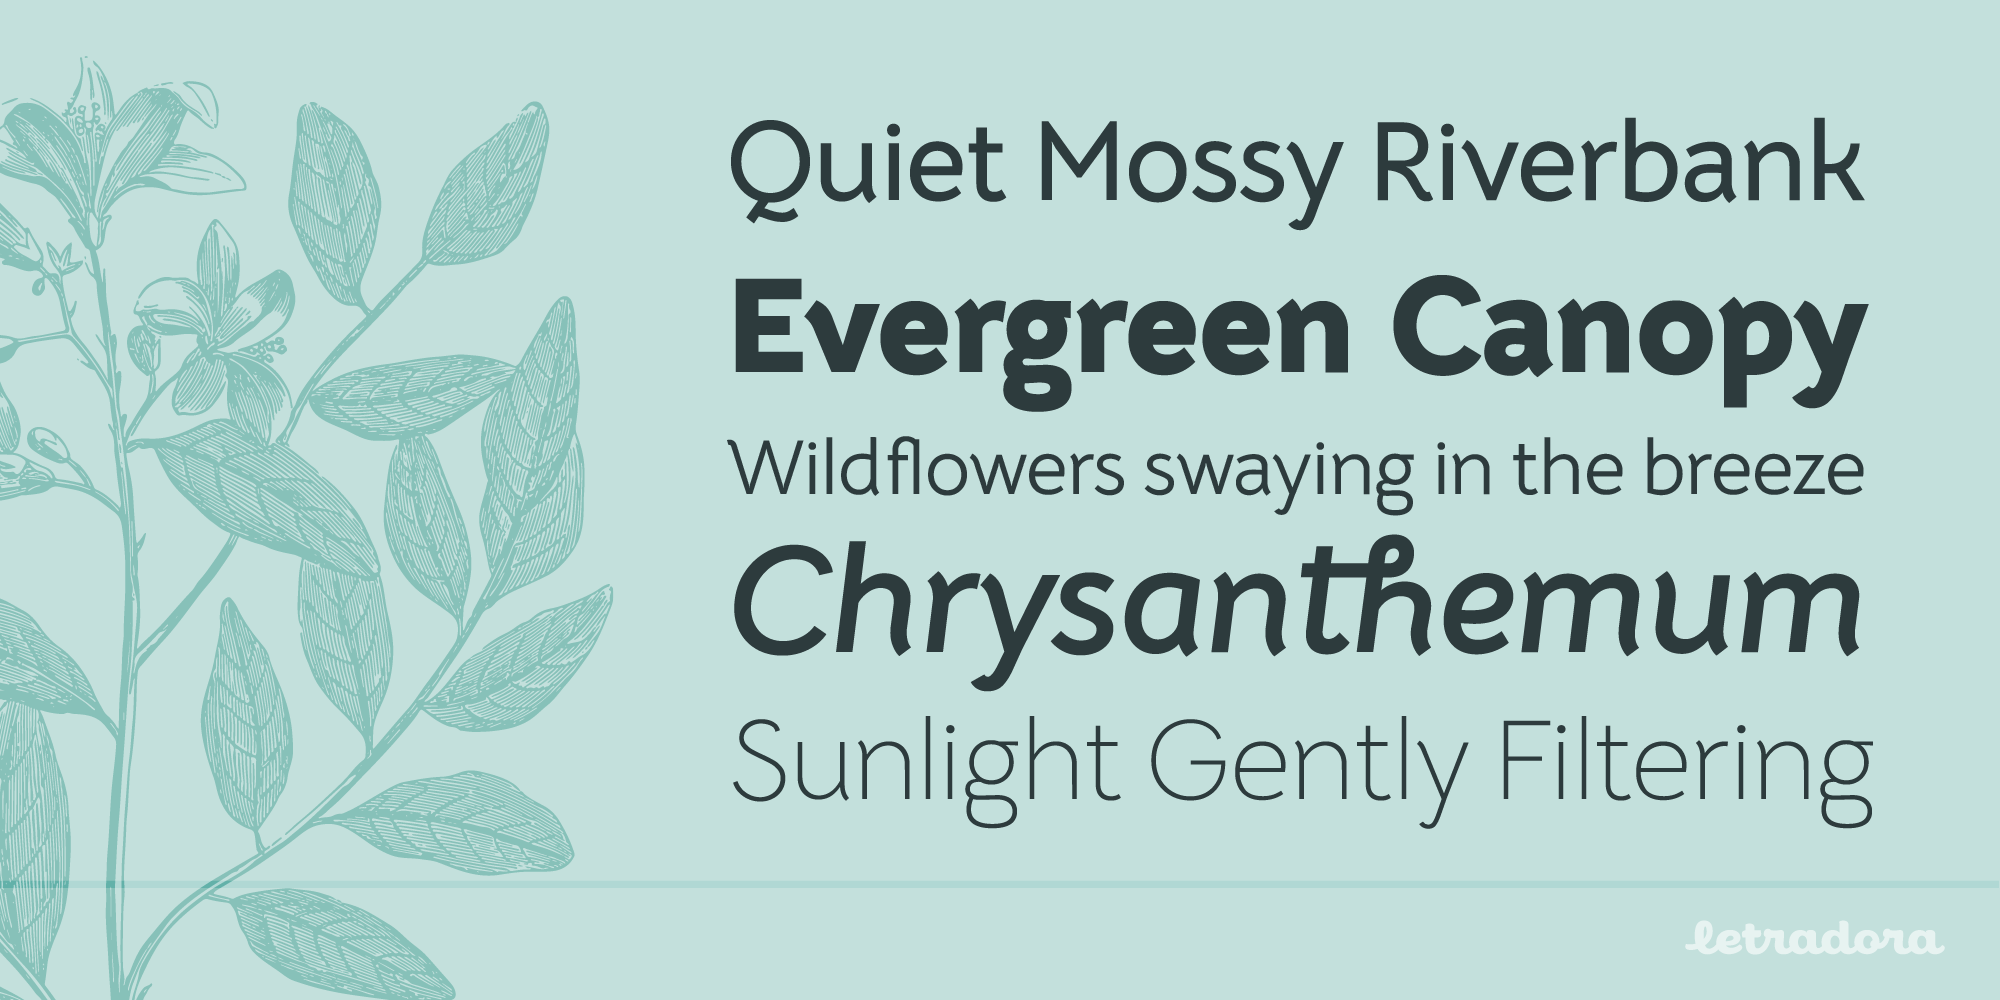 Quiet Mossy Riverbank
Evergreen Canopy
Wildflowers swaying in the breeze
Chrysanthemum
Sunlight Gently Filtering
letradora